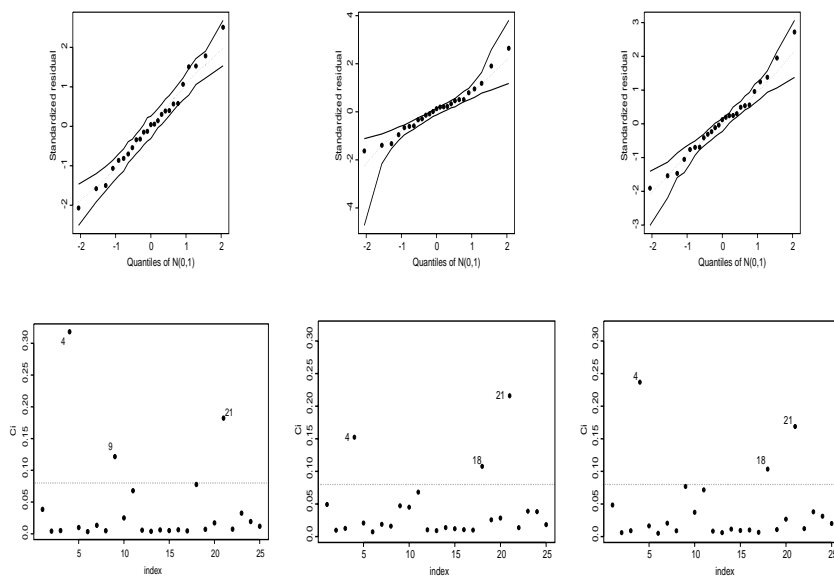 Standardized residual
2
1
0
-1
-2
-2 -1 0 1 2
Quantiles of N(0,1)
Standardized residual
4
2
0
-2
-4
-2 -1 0 1 2
Quantiles of N(0,1)
Standardized residual
3
2
1
0
-1
-2
-3
-2 -1 0 1 2
Quantiles of N(0,1)
Ci
0.30
0.25
0.20
0.15
0.10
0.05
0.0
4
9
21
5 10 15 20 25
index
Ci
0.30
0.25
0.20
0.15
0.10
0.05
0.0
4
18
21
5 10 15 20 25
index
Ci
0.30
0.25
0.20
0.15
0.10
0.05
0.0
4
18
21
5 10 15 20 25
index